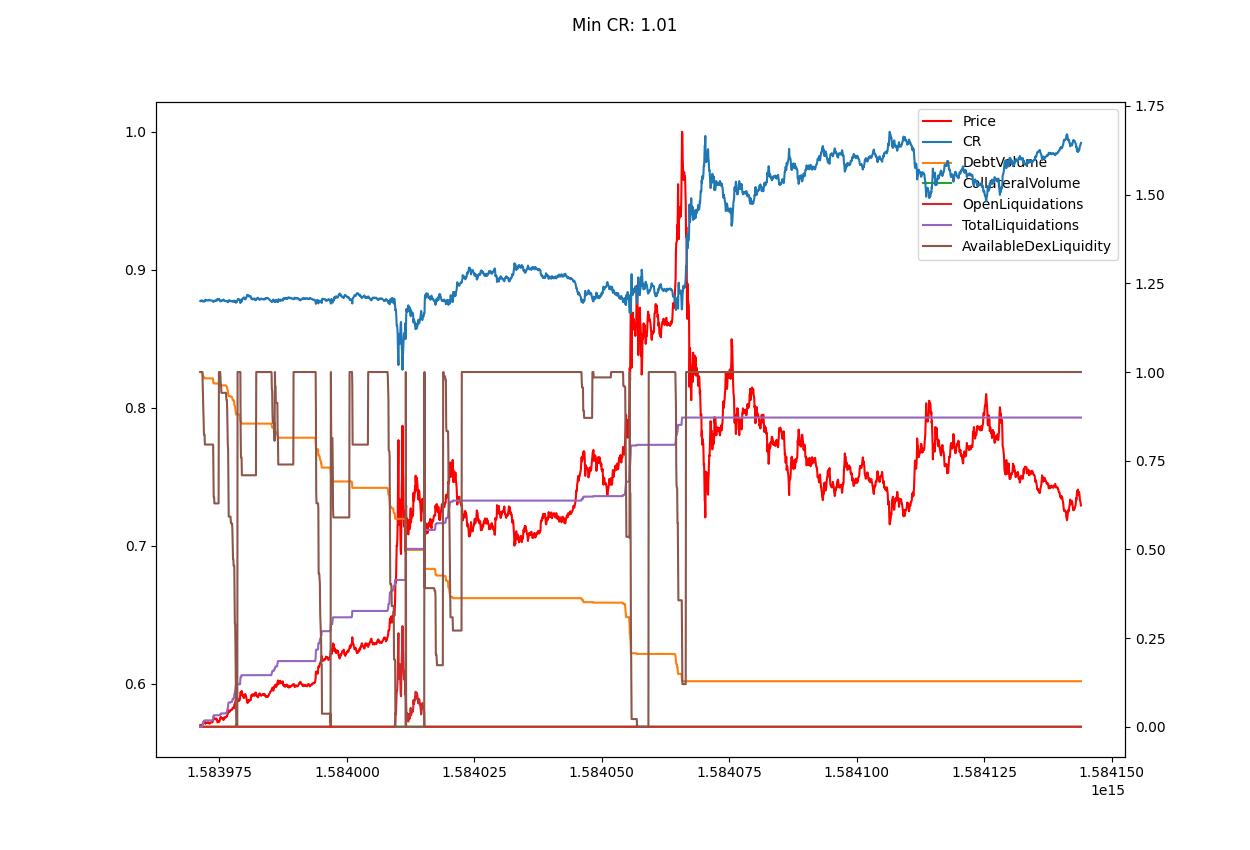 Min CR: 1.01
1.0
0.9
0.8
0.7
0.6
1.75
1.50
1.25
1.00
0.75
0.50
0.25
0.00
Price
CR
DebtVolume
CollateralVolume
OpenLiquidations
TotalLiquidations
AvailableDexLiquidity
1.583975 1.584000 1.584025 1.584050 1.584075 1.584100 1.584125 1.584150
1e15